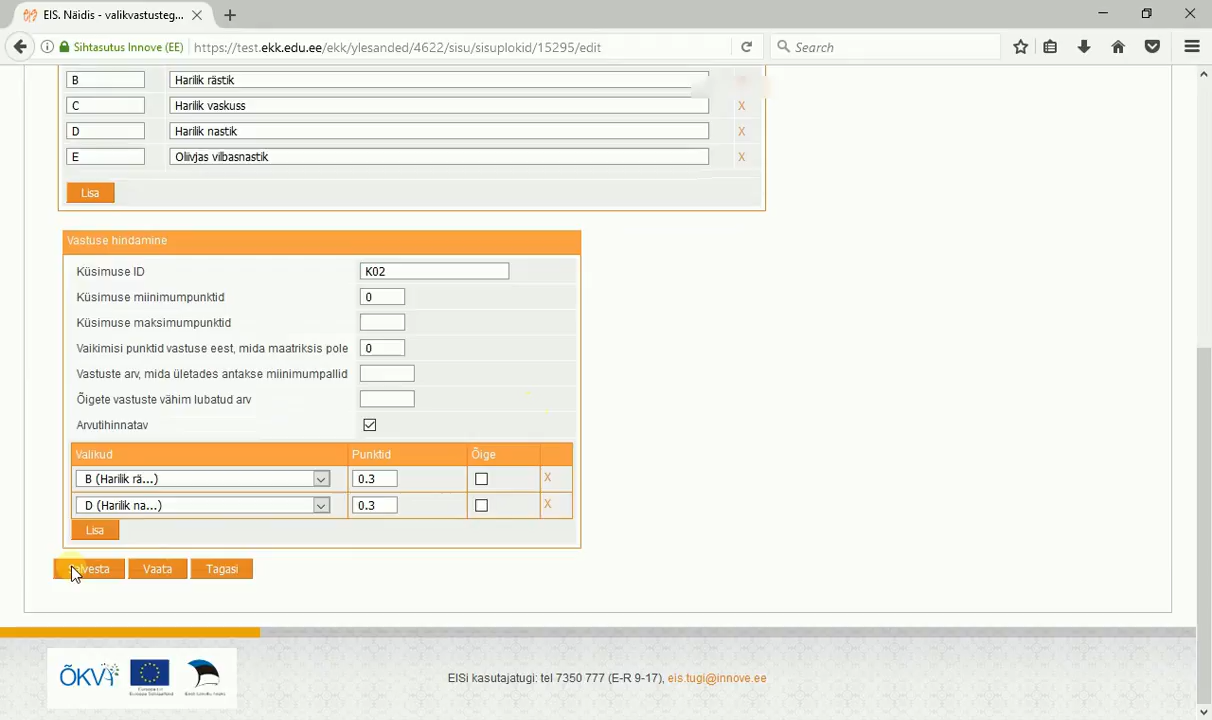 EIS. Näidis - valikvastusteg...
Sihtasutus Innove (EE)
https://test.ekk.edu.ee/ekk/ylesanded/4622/sisu/sisuplokid/15295/edit
Search
B Harilik rästik
C Harilik vaskuss X
D Harilik nastik X
E Oliivjas vilbasnastik X
Lisa
Vastuse hindamine
Küsimuse ID K02
Küsimuse miinimumpunktid 0
Küsimuse maksimumpunktid
Vaikimisi punktid vastuse eest, mida maatriksis pole 0
Vastuste arv, mida ületades antakse miinimumpallid
Õigete vastuste vähim lubatud arv
Arvutihinnatav
Valikud Punktid Õige
B (Harilik rä...) 0.3 X
D (Harilik na...) 0.3 X
Lisa
Salvesta Vaata Tagasi
ÕKVA
EISi kasutajatugi: tel 7350 777 (E-R 9-17), eis.tugi@innove.ee